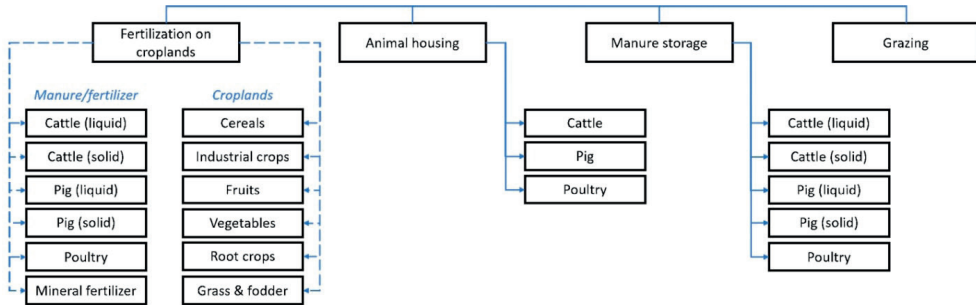 Fertilization on
croplands
Animal housing
Manure storage
Grazing
Manure/fertilizer
Cattle (liquid)
Cattle (solid)
Pig (liquid)
Pig (solid)
Poultry
Mineral fertilizer
Croplands
Cereals
Industrial crops
Fruits
Vegetables
Root crops
Grass & fodder
Cattle
Pig
Poultry
Cattle (liquid)
Cattle (solid)
Pig (liquid)
Pig (solid)
Poultry